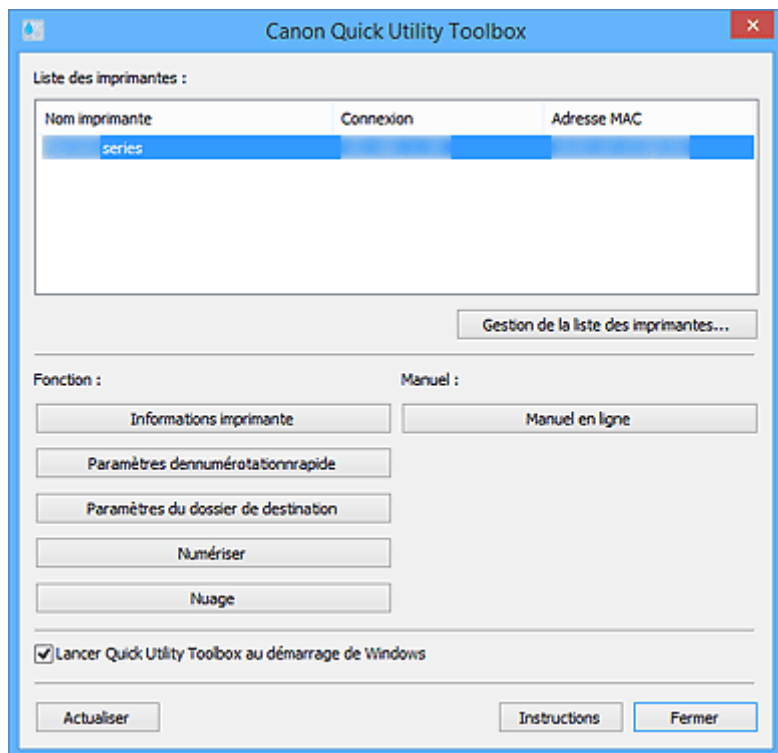 Canon Quick Utility Toolbox
Liste des imprimantes :
Nom imprimante Connexion Adresse MAC
series
Gestion de la liste des imprimantes...
Fonction : Manuel :
Informations imprimante Manuel en ligne
Paramètres dennumérotationnrapide
Paramètres du dossier de destination
Numériser
Nuage
Lancer Quick Utility Toolbox au démarrage de Windows
Actualiser Instructions Fermer